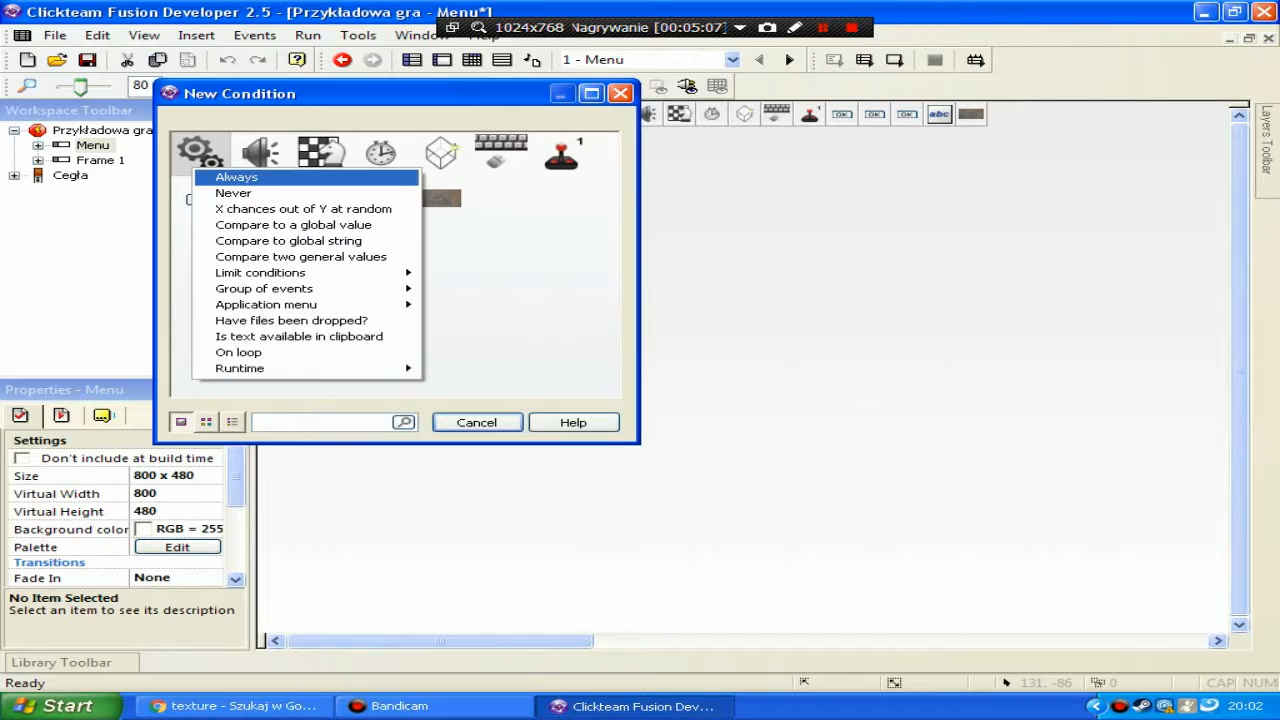 Clickteam Fusion Developer 2.5 - [Przykładowa gra - Menu*]
1024x768 Nagrywanie [00:05:07]
File Edit View Insert Events Run Tools Window Help
1 - Menu
80
Workspace Toolbar
Przykładowa gra
Menu
Frame 1
Cegła
New Condition
1
Always
Never
X chances out of Y at random
Compare to a global value
Compare to global string
Compare two general values
Limit conditions
Group of events
Application menu
Have files been dropped?
Is text available in clipboard
On loop
Runtime
Cancel
Help
OK OK OK abc
Layers Toolbar
Properties - Menu
Settings
Don't include at build time
Size 800 x 480
Virtual Width 800
Virtual Height 480
Background color RGB = 255
Palette Edit
Transitions
Fade In None
No Item Selected
Select an item to see its description
Library Toolbar
Ready
131, -86 0 CAP NUM
Start texture - Szukaj w Go... Bandicam Clickteam Fusion Dev... 20:02